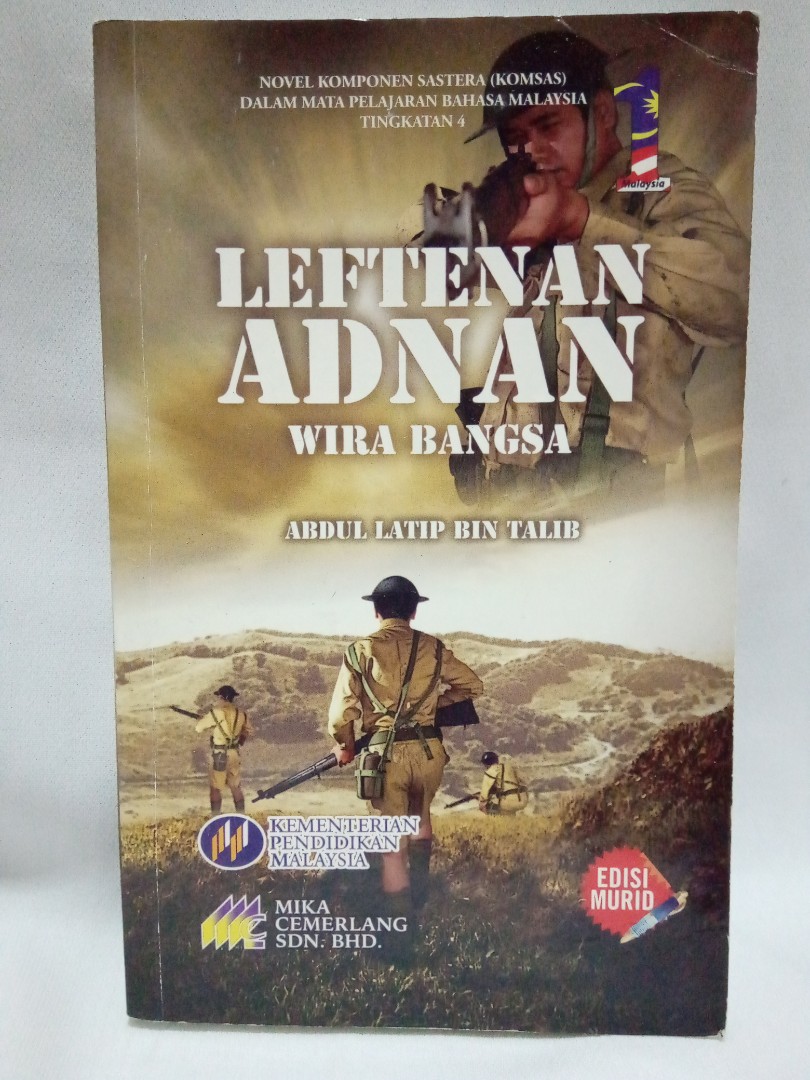 NOVEL KOMPONEN SASTERA (KOMSAS)
DALAM MATA PELAJARAN BAHASA MALAYSIA
TINGKATAN 4
1
Malaysia
LEFTENAN
ADNAN
WIRA BANGSA
ABDUL LATIP BIN TALIB
KEMENTERIAN
PENDIDIKAN
MALAYSIA
MIKA
CEMERLANG
SDN. BHD.
EDISI
MURID